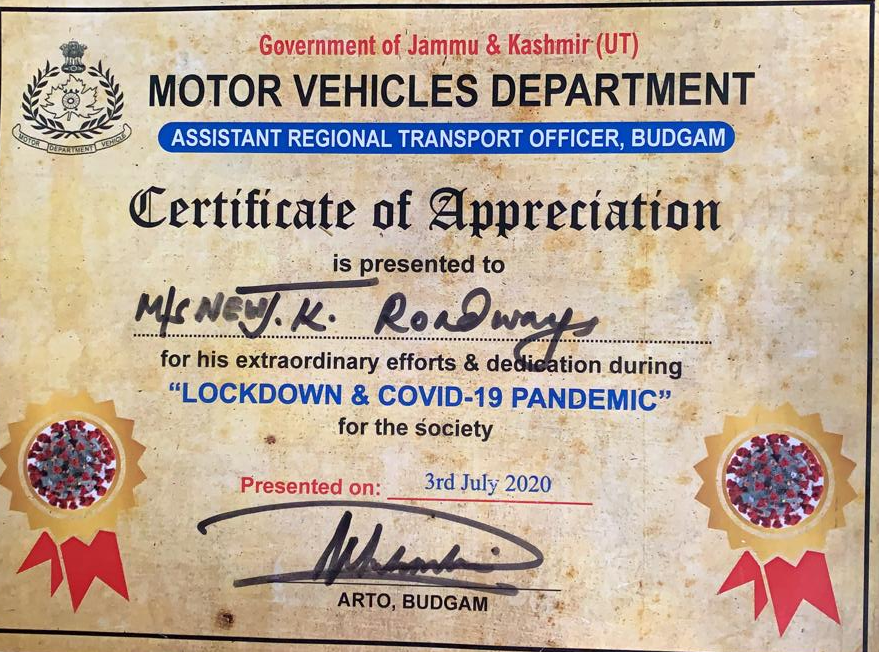 Government of Jammu & Kashmir (UT)
MOTOR VEHICLES DEPARTMENT
MOTOR VEHICLE DEPARTMENT
ASSISTANT REGIONAL TRANSPORT OFFICER, BUDGAM
Certificate of Appreciation
is presented to
M/S NEW J.K. Roadways
for his extraordinary efforts & dedication during
“LOCKDOWN & COVID-19 PANDEMIC”
for the society
Presented on: 3rd July 2020
ARTO, BUDGAM